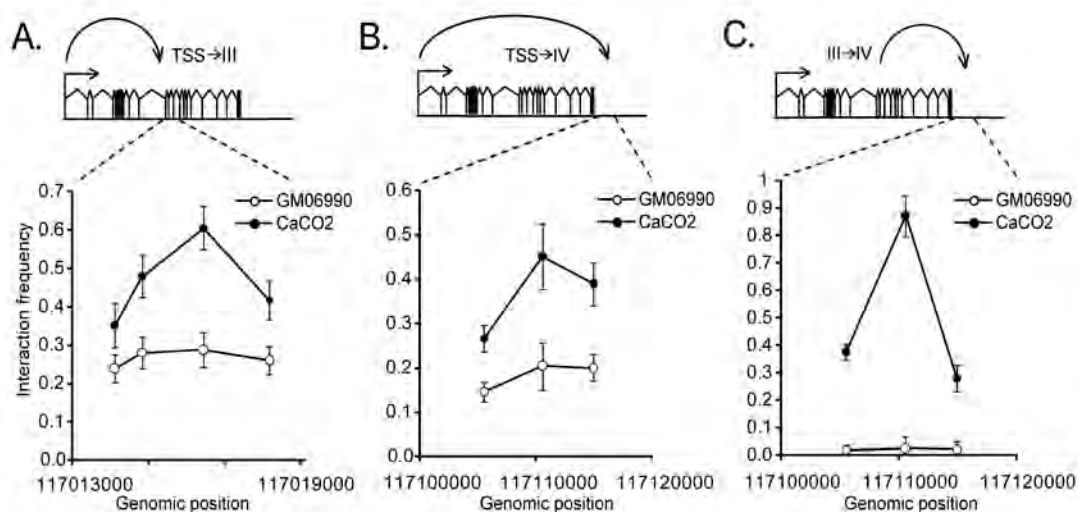 A.
TSS→III
B.
TSS→IV
C.
III→IV
Interaction frequency
0.7
0.6
0.5
0.4
0.3
0.2
0.1
0.0
GM06990
CaCO2
117013000
117019000
Genomic position
0.6
0.5
0.4
0.3
0.2
0.1
0.0
GM06990
CaCO2
117100000
117110000
117120000
Genomic position
1
0.9
0.8
0.7
0.6
0.5
0.4
0.3
0.2
0.1
0.0
GM06990
CaCO2
117100000
117110000
117120000
Genomic position